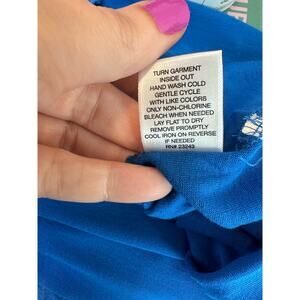 TURN GARMENT
INSIDE OUT
HAND WASH COLD
GENTLE CYCLE
WITH LIKE COLORS
ONLY NON-CHLORINE
BLEACH WHEN NEEDED
LAY FLAT TO DRY
REMOVE PROMPTLY
COOL IRON ON REVERSE
IF NEEDED
RN# 23243